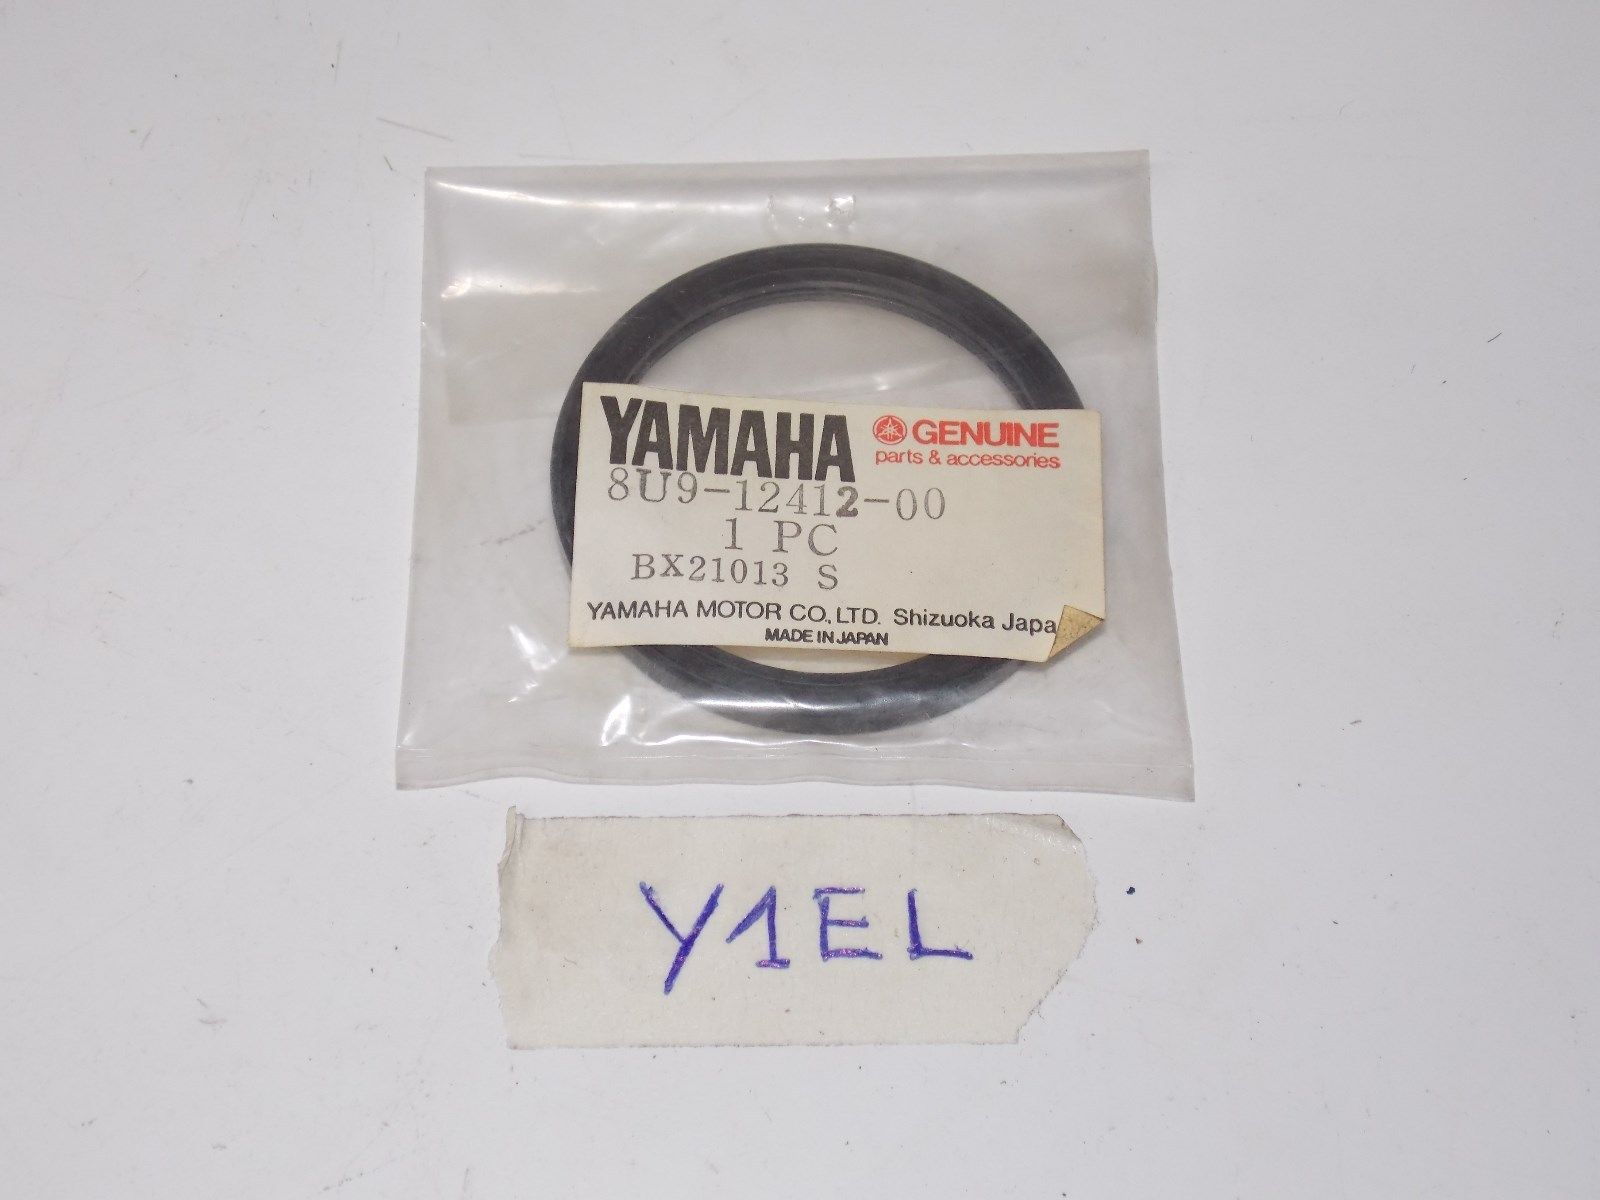 YAMAHA
GENUINE
parts & accessories
8U9-12412-00
1 PC
BX21013 S
YAMAHA MOTOR CO., LTD. Shizuoka Japa
MADE IN JAPAN
Y1EL